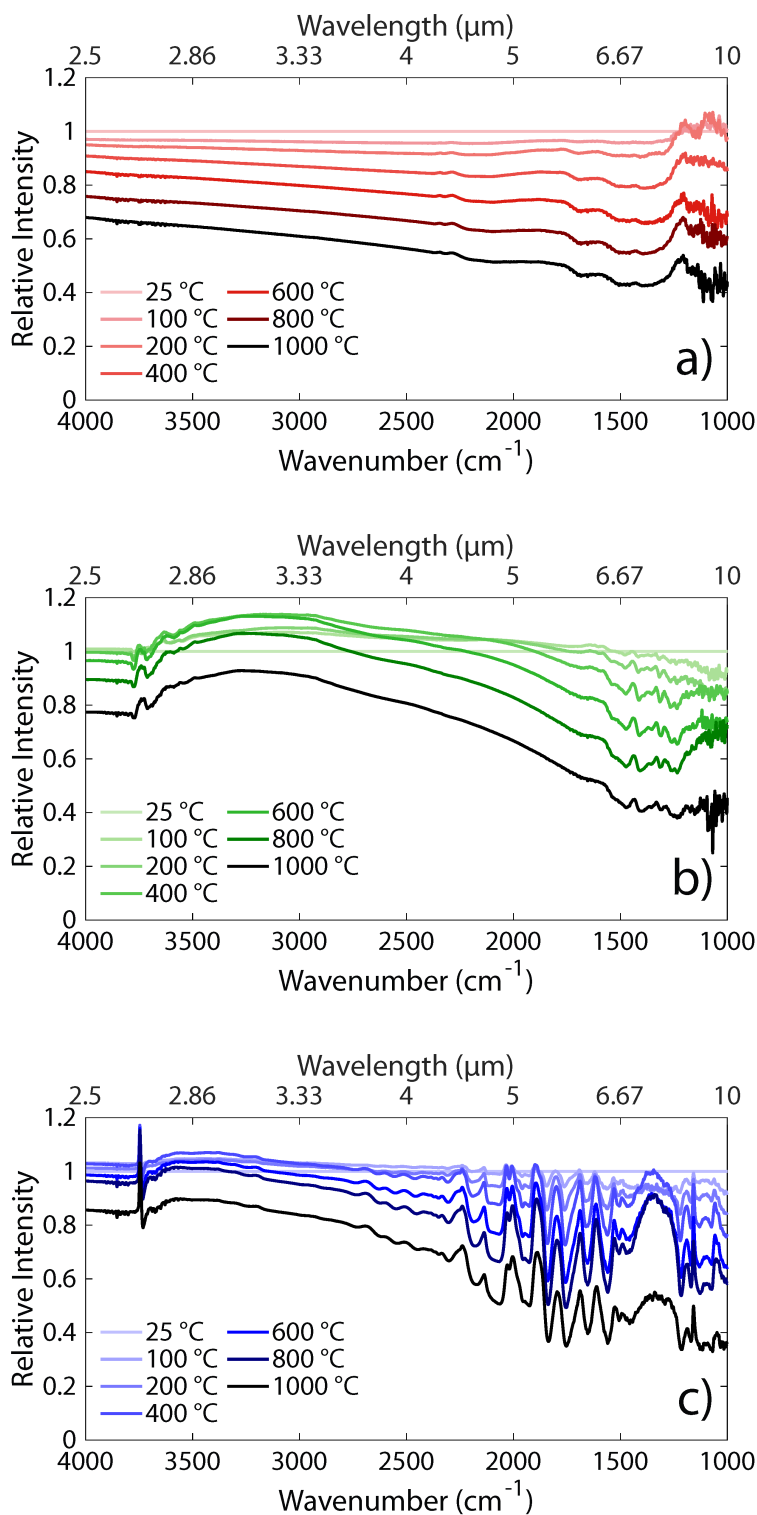 Wavelength (µm)
2.5 2.86 3.33 4 5 6.67 10
1.2
1
0.8
0.6
0.4
0.2
0
Relative Intensity
25 °C 600 °C
100 °C 800 °C
200 °C 1000 °C
400 °C
a)
4000 3500 3000 2500 2000 1500 1000
Wavenumber (cm⁻¹)
Wavelength (µm)
2.5 2.86 3.33 4 5 6.67 10
1.2
1
0.8
0.6
0.4
0.2
0
Relative Intensity
25 °C 600 °C
100 °C 800 °C
200 °C 1000 °C
400 °C
b)
4000 3500 3000 2500 2000 1500 1000
Wavenumber (cm⁻¹)
Wavelength (µm)
2.5 2.86 3.33 4 5 6.67 10
1.2
1
0.8
0.6
0.4
0.2
0
Relative Intensity
25 °C 600 °C
100 °C 800 °C
200 °C 1000 °C
400 °C
c)
4000 3500 3000 2500 2000 1500 1000
Wavenumber (cm⁻¹)